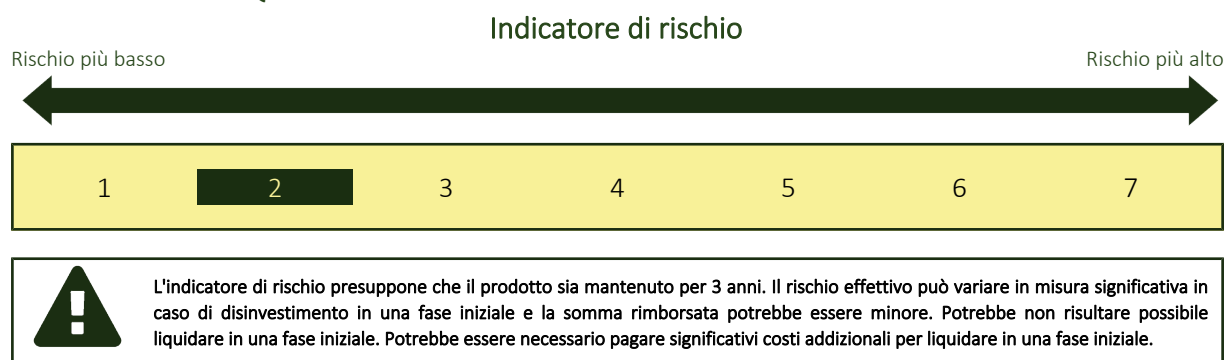 Indicatore di rischio
Rischio più basso
Rischio più alto
1 2 3 4 5 6 7
L'indicatore di rischio presuppone che il prodotto sia mantenuto per 3 anni. Il rischio effettivo può variare in misura significativa in
caso di disinvestimento in una fase iniziale e la somma rimborsata potrebbe essere minore. Potrebbe non risultare possibile
liquidare in una fase iniziale. Potrebbe essere necessario pagare significativi costi addizionali per liquidare in una fase iniziale.